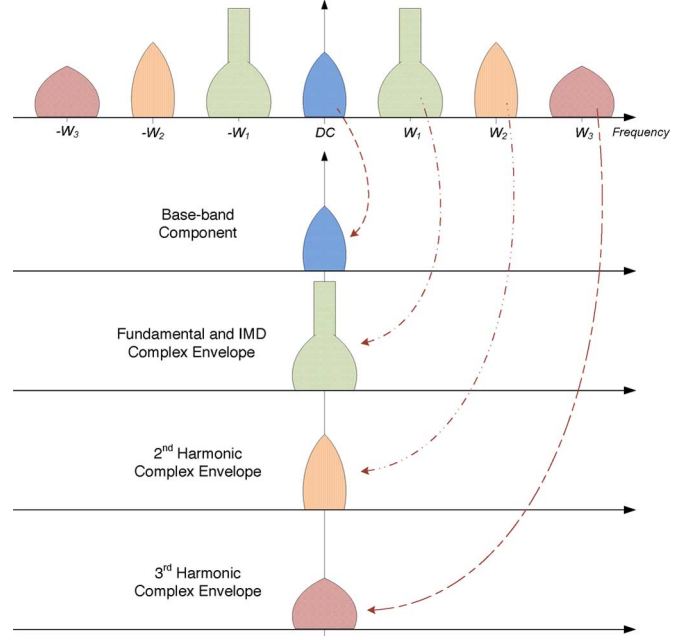 -W3 -W2 -W1 DC W1 W2 W3 Frequency
Base-band
Component
Fundamental and IMD
Complex Envelope
2nd Harmonic
Complex Envelope
3rd Harmonic
Complex Envelope